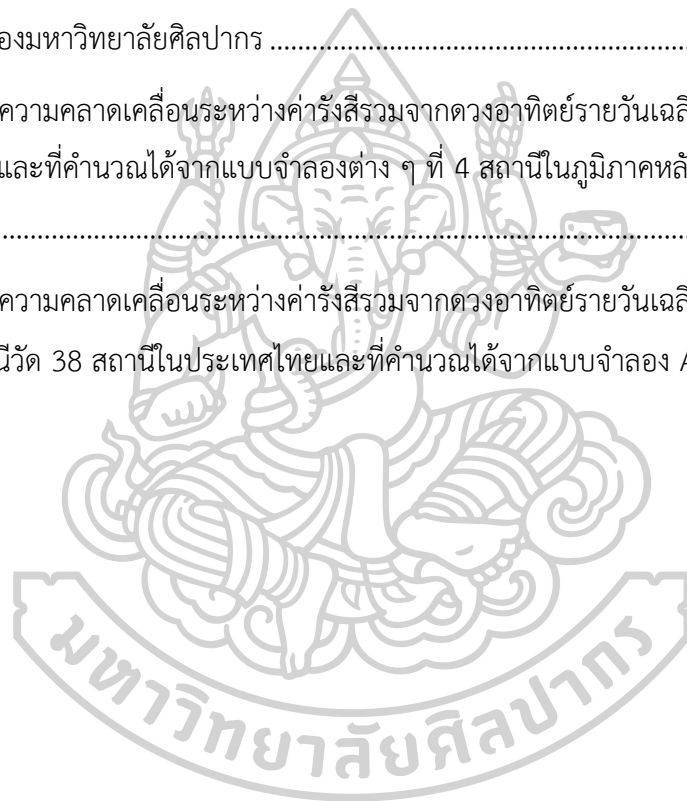 องมหาวิทยาลัยศิลปากร ........................................................................
ความคลาดเคลื่อนระหว่างค่ารังสีรวมจากดวงอาทิตย์รายวันเฉลี
และที่คำนวณได้จากแบบจำลองต่าง ๆ ที่ 4 สถานีในภูมิภาคหลั
........................................................................................................................
ความคลาดเคลื่อนระหว่างค่ารังสีรวมจากดวงอาทิตย์รายวันเฉลี
นีวัด 38 สถานีในประเทศไทยและที่คำนวณได้จากแบบจำลอง A
มหาวิทยาลัยศิลปากร